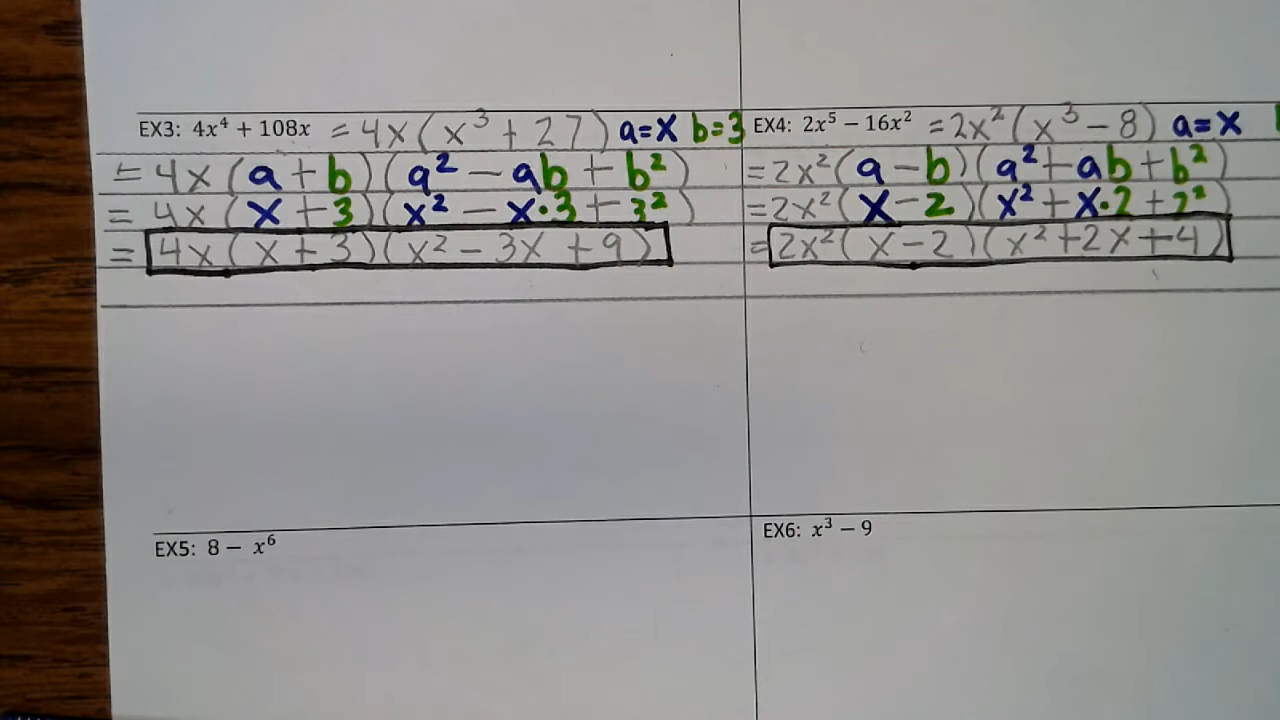 EX3: 4x⁴ + 108x = 4x(x³ + 27) a=x b=3
= 4x(a+b)(a² − ab + b²)
= 4x(x+3)(x² − x·3 + 3²)
= 4x(x+3)(x² − 3x + 9)
EX4: 2x⁵ − 16x² = 2x²(x³ − 8) a=x
= 2x²(a−b)(a² + ab + b²)
= 2x²(x−2)(x² + x·2 + 2²)
= 2x²(x−2)(x² + 2x + 4)
EX5: 8 − x⁶
EX6: x³ − 9